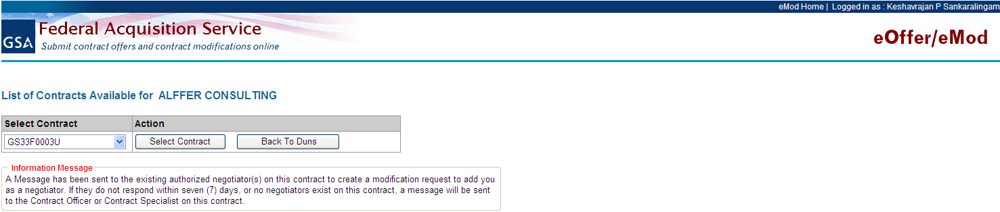 eMod Home | Logged in as : Keshavrajan P Sankaralingam
GSA
Federal Acquisition Service
Submit contract offers and contract modifications online
eOffer/eMod
List of Contracts Available for ALFFER CONSULTING
Select Contract Action
GS33F0003U Select Contract Back To Duns
Information Message
A Message has been sent to the existing authorized negotiator(s) on this contract to create a modification request to add you
as a negotiator. If they do not respond within seven (7) days, or no negotiators exist on this contract, a message will be sent
to the Contract Officer or Contract Specialist on this contract.